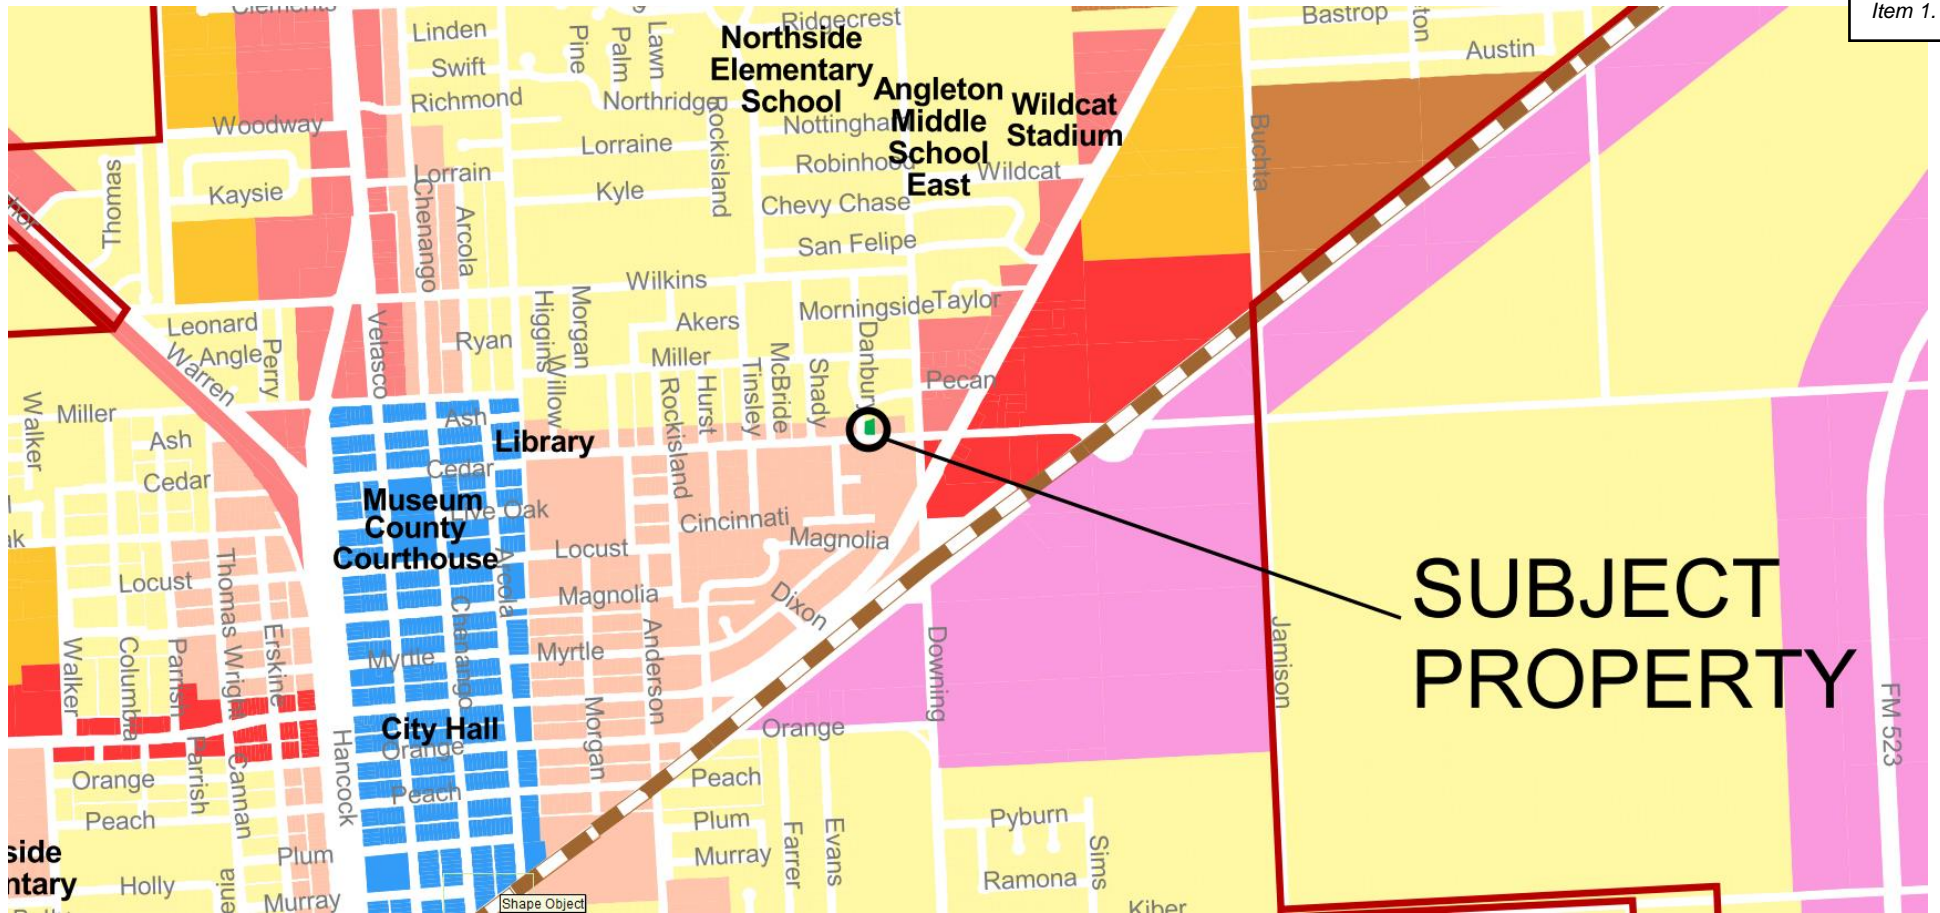 Item 1.
Clements
Linden
Swift
Richmond
Pine
Palm
Lawn
Ridgecrest
Northside
Elementary
School
Northridge
Rockisland
Angleton
Middle
School
East
Wildcat
Stadium
Bastrop
Austin
Woodway
Nottingha
Lorraine
Robinhood
Wildcat
Buchta
Thomas
Kaysie
Lorrain
Chenango
Arcola
Kyle
Chevy Chase
San Felipe
Wilkins
Leonard
Angle
Perry
Warren
Velasco
Ryan
Higgins
Morgan
Willow
Akers
Miller
Morningside
Taylor
Danbury
Pecan
Walker
Miller
Ash
Cedar
Ash
Library
Cedar
Rockisland
Hurst
Tinsley
McBride
Shady
Museum
County
Courthouse
Live Oak
Arcola
Cincinnati
Magnolia
Locust
Magnolia
Dixon
Locust
Thomas Wright
Erskine
Chenango
Myrtle
Myrtle
Anderson
Morgan
Downing
Jamison
SUBJECT
PROPERTY
FM 523
Walker
Columbia
Parrish
Parrish
Cannan
Hancock
City Hall
Orange
Peach
Orange
Orange
Peach
Peach
Plum
Murray
Farrer
Evans
Pyburn
Ramona
Sims
Kiber
side
ntary
Holly
Plum
Murray
Shape Object